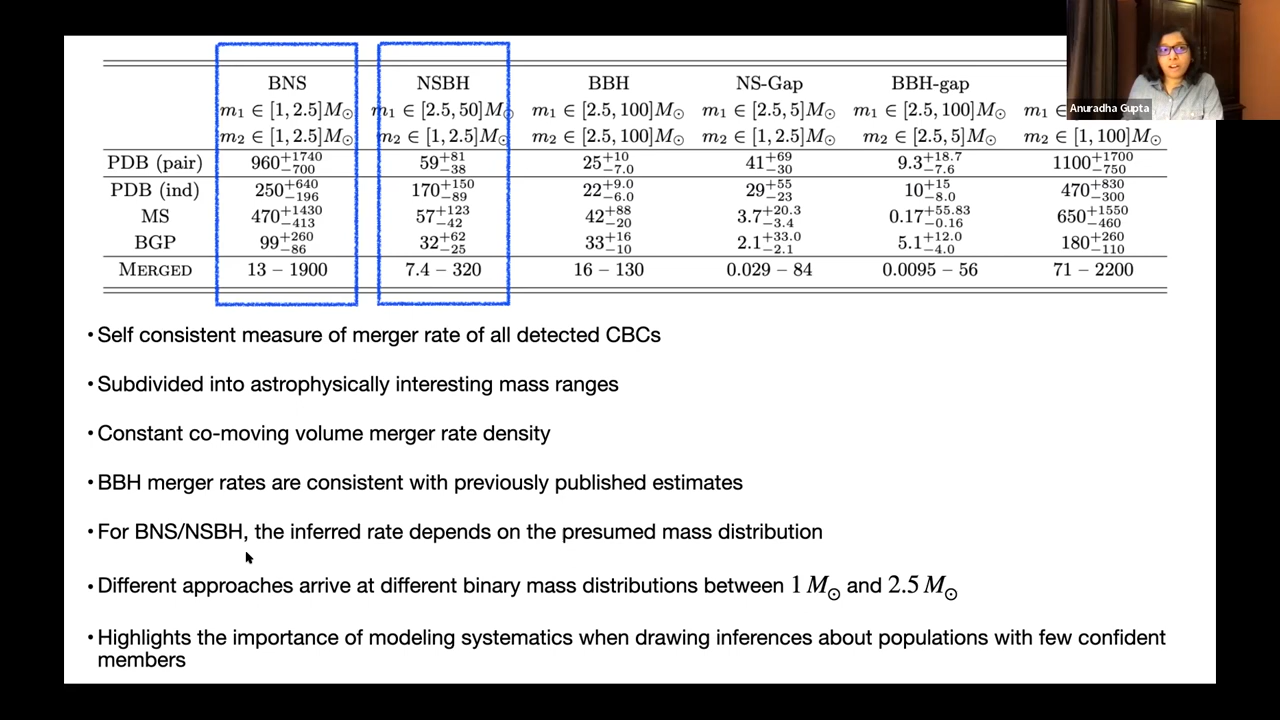 BNS NSBH BBH NS-Gap BBH-gap
m₁ ∈ [1, 2.5]M⊙ m₁ ∈ [2.5, 50]M⊙ m₁ ∈ [2.5, 100]M⊙ m₁ ∈ [2.5, 5]M⊙ m₁ ∈ [2.5, 100]M⊙ m₁ ∈
m₂ ∈ [1, 2.5]M⊙ m₂ ∈ [1, 2.5]M⊙ m₂ ∈ [2.5, 100]M⊙ m₂ ∈ [1, 2.5]M⊙ m₂ ∈ [2.5, 5]M⊙ m₂ ∈ [1, 100]M⊙
PDB (pair) 960+1740−700 59+81−38 25+10−7.0 41+69−30 9.3+18.7−7.6 1100+1700−750
PDB (ind) 250+640−196 170+150−89 22+9.0−6.0 29+55−23 10+15−8.0 470+830−300
MS 470+1430−413 57+123−42 42+88−20 3.7+20.3−3.4 0.17+55.83−0.16 650+1550−460
BGP 99+260−86 32+62−25 33+16−10 2.1+33.0−2.1 5.1+12.0−4.0 180+260−110
MERGED 13 – 1900 7.4 – 320 16 – 130 0.029 – 84 0.0095 – 56 71 – 2200
Anuradha Gupta
• Self consistent measure of merger rate of all detected CBCs
• Subdivided into astrophysically interesting mass ranges
• Constant co-moving volume merger rate density
• BBH merger rates are consistent with previously published estimates
• For BNS/NSBH, the inferred rate depends on the presumed mass distribution
• Different approaches arrive at different binary mass distributions between 1 M⊙ and 2.5 M⊙
• Highlights the importance of modeling systematics when drawing inferences about populations with few confident
members